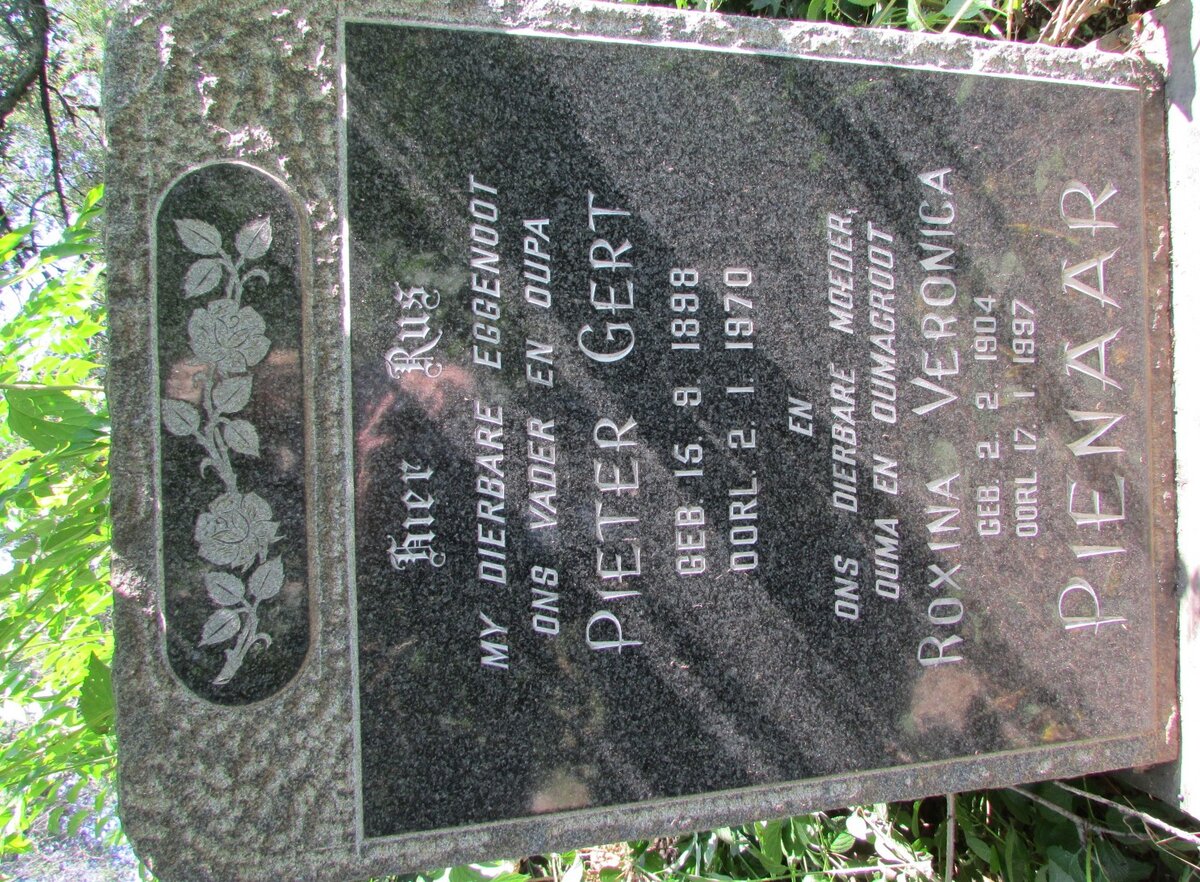 Hier Rus
MY DIERBARE EGGENOOT
ONS VADER EN OUPA
PIETER GERT
GEB. 15. 9. 1898
OORL. 2. 1. 1970
EN
ONS DIERBARE MOEDER,
OUMA EN OUMAGROOT
ROXINA VERONICA
GEB. 2. 2. 1904
OORL. 17. 1. 1997
PIENAAR